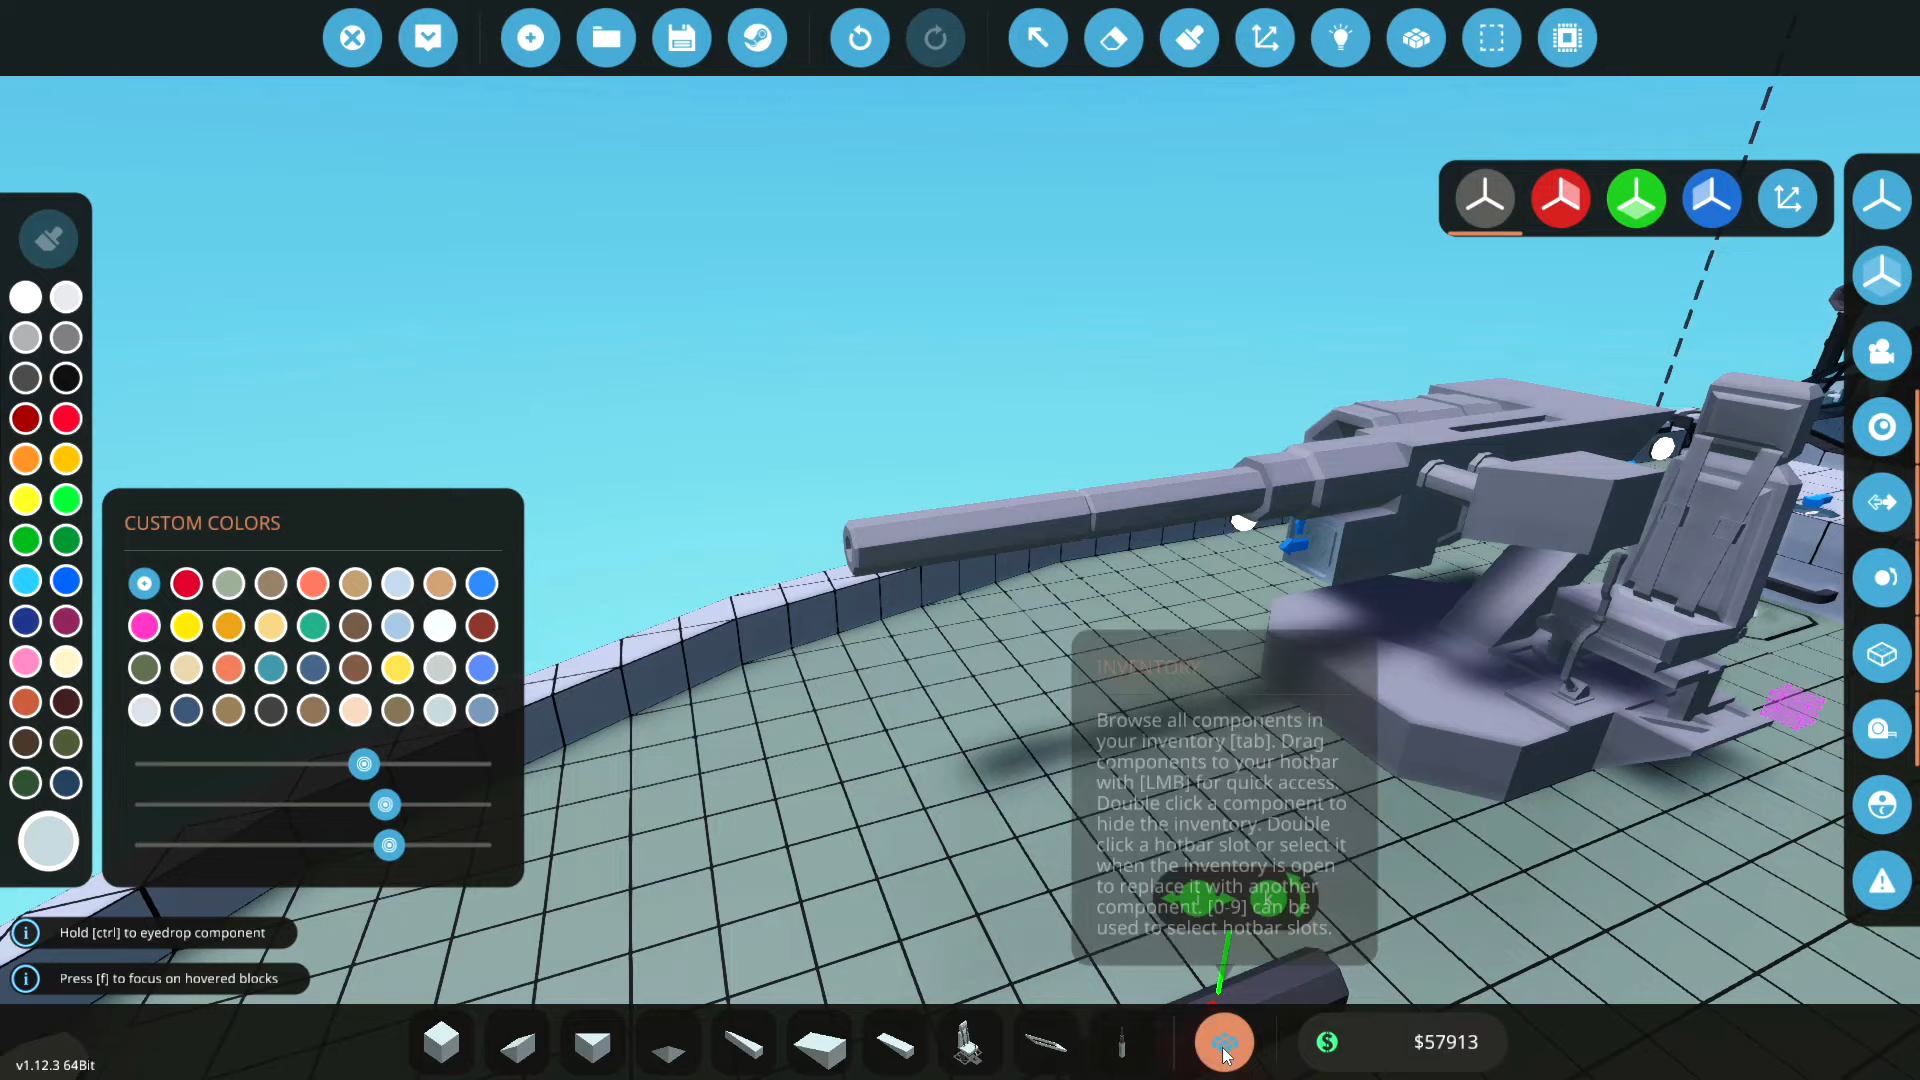 CUSTOM COLORS
INVENTORY
Browse all components in
your inventory [tab]. Drag
components to your hotbar
with [LMB] for quick access.
Double click a component to
hide the inventory. Double
click a hotbar slot or select it
when the inventory is open
to replace it with another
component. [0-9] can be
used to select hotbar slots.
J
K
Hold [ctrl] to eyedrop component
Press [f] to focus on hovered blocks
$57913
v1.12.3 64Bit